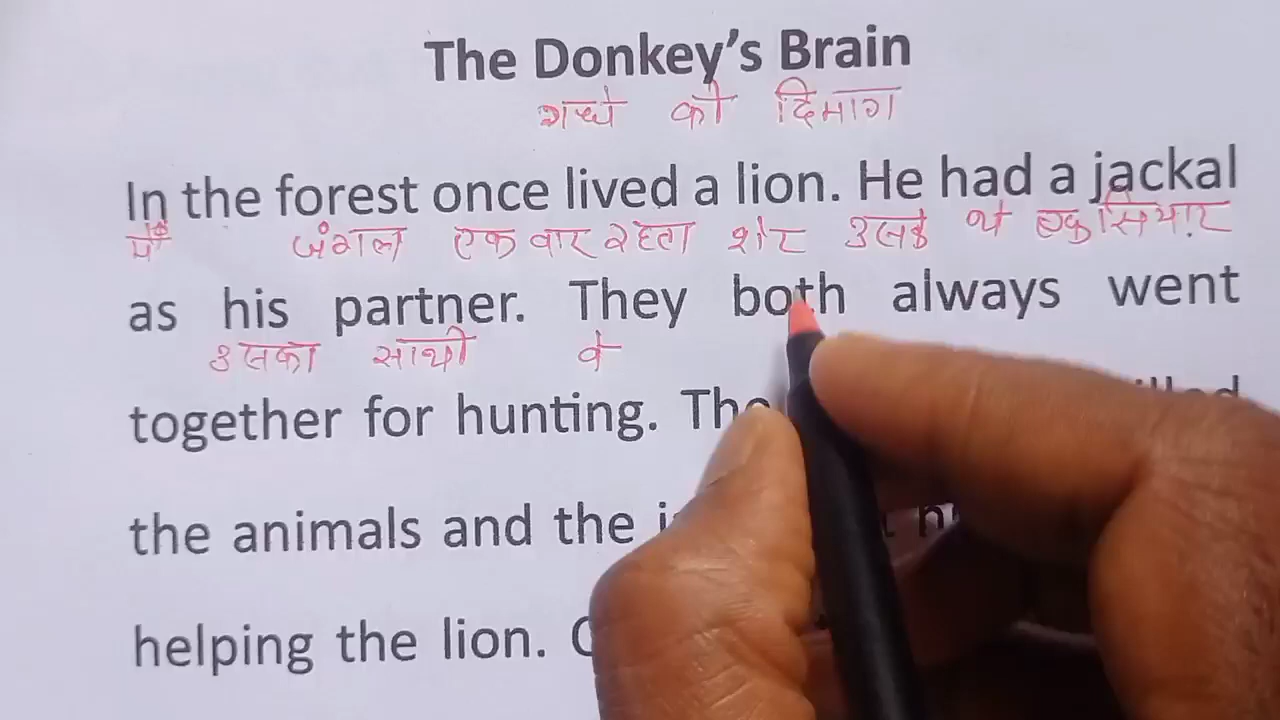 The Donkey's Brain
गधे की दिमाग
In the forest once lived a lion. He had a jackal
में जंगल एक बार रहता शेर उसके थे एक सियार
as his partner. They both always went
उसका साथी वे
together for hunting. The
the animals and the
helping the lion.